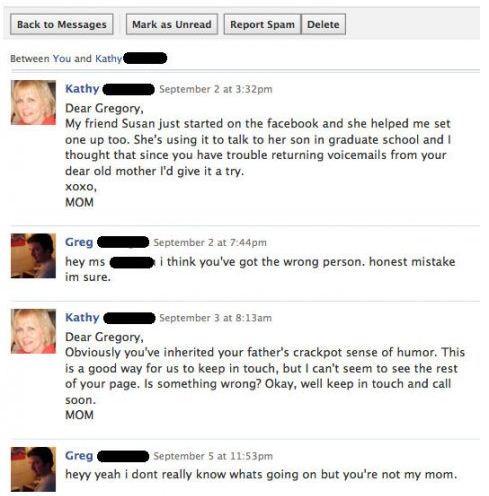 Back to Messages Mark as Unread Report Spam Delete
Between You and Kathy
Kathy September 2 at 3:32pm
Dear Gregory,
My friend Susan just started on the facebook and she helped me set
one up too. She's using it to talk to her son in graduate school and I
thought that since you have trouble returning voicemails from your
dear old mother I'd give it a try.
xoxo,
MOM
Greg September 2 at 7:44pm
hey ms i think you've got the wrong person. honest mistake
im sure.
Kathy September 3 at 8:13am
Dear Gregory,
Obviously you've inherited your father's crackpot sense of humor. This
is a good way for us to keep in touch, but I can't seem to see the rest
of your page. Is something wrong? Okay, well keep in touch and call
soon.
MOM
Greg September 5 at 11:53pm
heyy yeah i dont really know whats going on but you're not my mom.